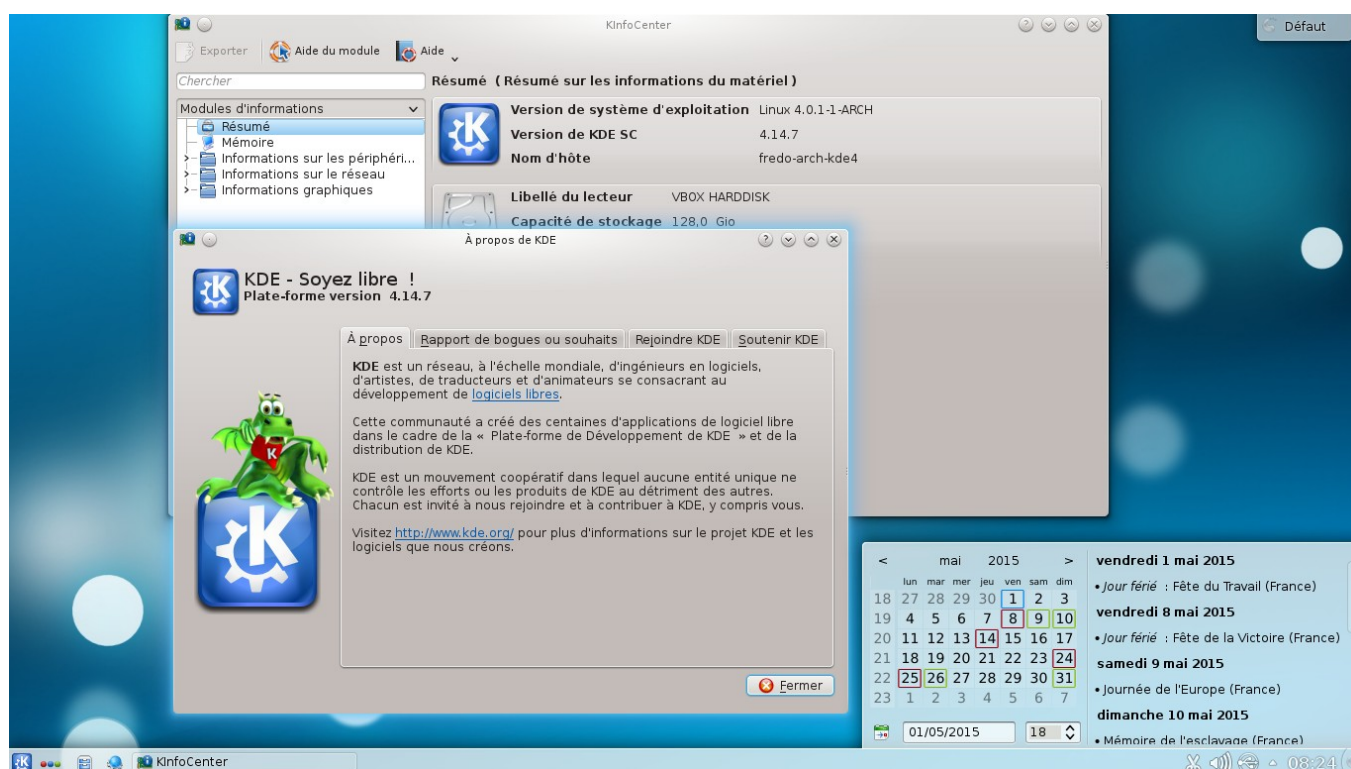 KInfoCenter
Défaut
Exporter Aide du module Aide
Chercher
Résumé ( Résumé sur les informations du matériel )
Modules d'informations
Résumé
Mémoire
Informations sur les périphéri...
Informations sur le réseau
Informations graphiques
Version de système d'exploitation Linux 4.0.1-1-ARCH
Version de KDE SC 4.14.7
Nom d'hôte fredo-arch-kde4
Libellé du lecteur VBOX HARDDISK
Capacité de stockage 128,0 Gio
À propos de KDE
KDE - Soyez libre !
Plate-forme version 4.14.7
À propos Rapport de bogues ou souhaits Rejoindre KDE Soutenir KDE
KDE est un réseau, à l'échelle mondiale, d'ingénieurs en logiciels,
d'artistes, de traducteurs et d'animateurs se consacrant au
développement de logiciels libres.
Cette communauté a créé des centaines d'applications de logiciel libre
dans le cadre de la « Plate-forme de Développement de KDE » et de la
distribution de KDE.
KDE est un mouvement coopératif dans lequel aucune entité unique ne
contrôle les efforts ou les produits de KDE au détriment des autres.
Chacun est invité à nous rejoindre et à contribuer à KDE, y compris vous.
Visitez http://www.kde.org/ pour plus d'informations sur le projet KDE et les
logiciels que nous créons.
Fermer
< mai 2015 >
lun mar mer jeu ven sam dim
18 27 28 29 30 1 2 3
19 4 5 6 7 8 9 10
20 11 12 13 14 15 16 17
21 18 19 20 21 22 23 24
22 25 26 27 28 29 30 31
23 1 2 3 4 5 6 7
01/05/2015 18
vendredi 1 mai 2015
• Jour férié : Fête du Travail (France)
vendredi 8 mai 2015
• Jour férié : Fête de la Victoire (France)
samedi 9 mai 2015
• Journée de l'Europe (France)
dimanche 10 mai 2015
• Mémoire de l'esclavage (France)
KInfoCenter
08:24